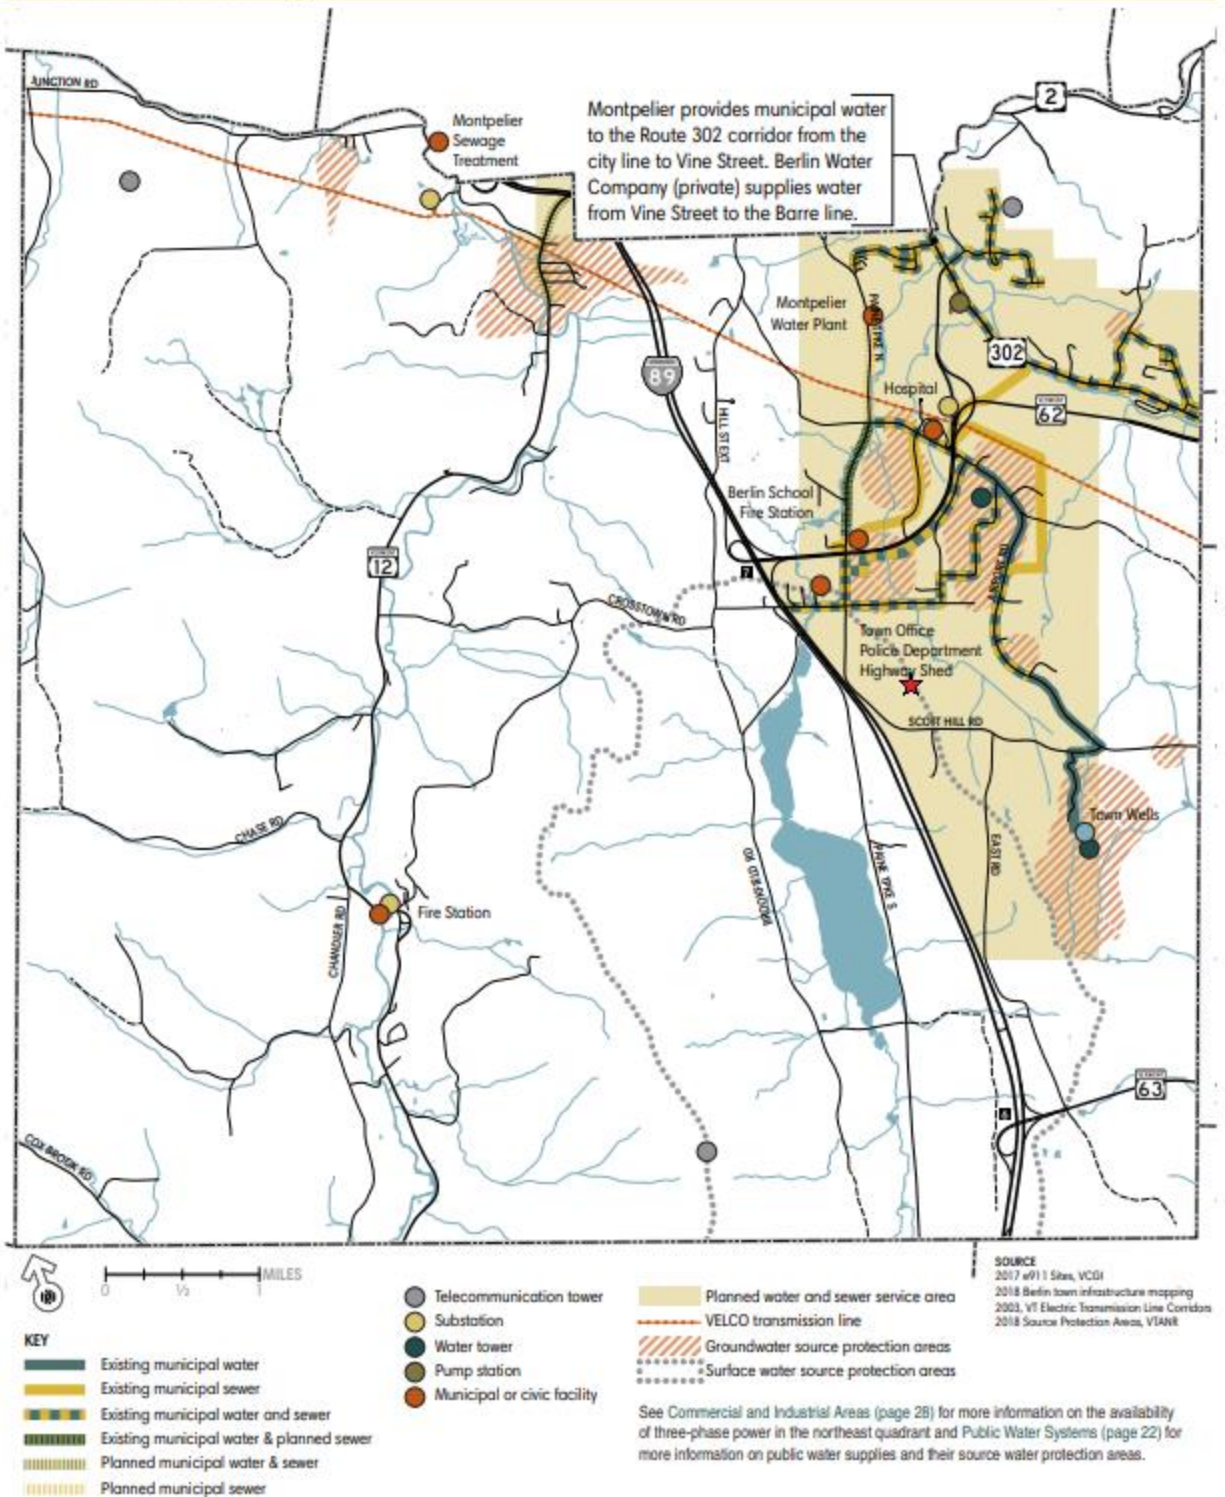 JUNCTION RD
2
Montpelier
Sewage
Treatment
Montpelier provides municipal water
to the Route 302 corridor from the
city line to Vine Street. Berlin Water
Company (private) supplies water
from Vine Street to the Barre line.
Montpelier
Water Plant
302
89
Hospital
VERMONT
62
HILL ST EXT
Berlin School
Fire Station
VERMONT
12
7
CROSSTOWN RD
Town Office
Police Department
Highway Shed
SCOTT HILL RD
Town Wells
CHASE RD
EAST RD
PAINE TPKE S
CHANDLER RD
Fire Station
VERMONT
63
6
COX BROOK RD
MILES
0
½
1
KEY
Existing municipal water
Existing municipal sewer
Existing municipal water and sewer
Existing municipal water & planned sewer
Planned municipal water & sewer
Planned municipal sewer
Telecommunication tower
Substation
Water tower
Pump station
Municipal or civic facility
Planned water and sewer service area
VELCO transmission line
Groundwater source protection areas
Surface water source protection areas
SOURCE
2017 e911 Sites, VCGI
2018 Berlin town infrastructure mapping
2003, VT Electric Transmission Line Corridors
2018 Source Protection Areas, VTANR
See Commercial and Industrial Areas (page 28) for more information on the availability
of three-phase power in the northeast quadrant and Public Water Systems (page 22) for
more information on public water supplies and their source water protection areas.